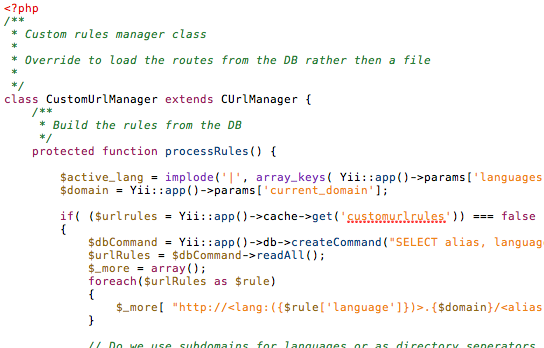 <?php
/**
 * Custom rules manager class
 *
 * Override to load the routes from the DB rather then a file
 *
 */
class CustomUrlManager extends CUrlManager {
    /**
     * Build the rules from the DB
     */
    protected function processRules() {
        $active_lang = implode('|', array_keys( Yii::app()->params['languages
        $domain = Yii::app()->params['current_domain'];
        if( ($urlrules = Yii::app()->cache->get('customurlrules')) === false
        {
            $dbCommand = Yii::app()->db->createCommand("SELECT alias, languag
            $urlRules = $dbCommand->readAll();
            $_more = array();
            foreach($urlRules as $rule)
            {
                $_more[ "http://<lang:({$rule['language']})>.{$domain}/<alias
            }
            // Do we use subdomains for languages or as directory seperators